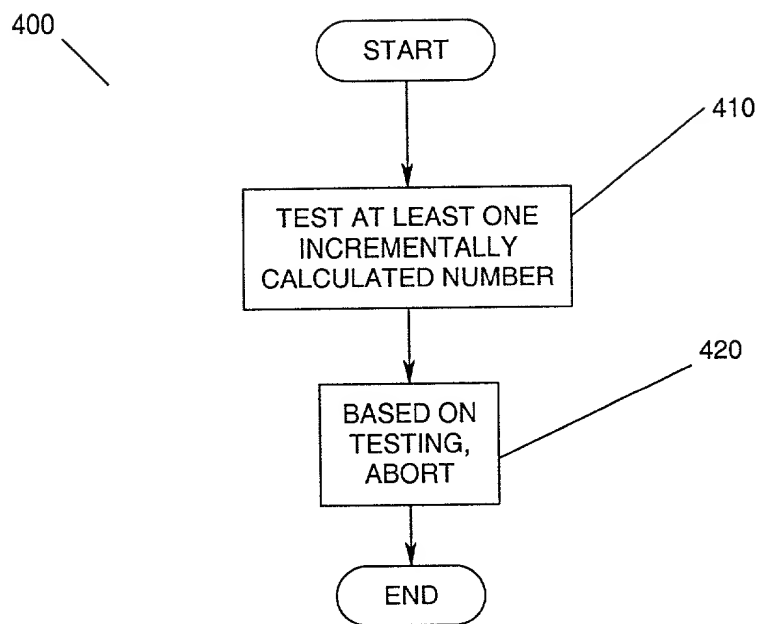 400
START
410
TEST AT LEAST ONE
INCREMENTALLY
CALCULATED NUMBER
420
BASED ON
TESTING,
ABORT
END